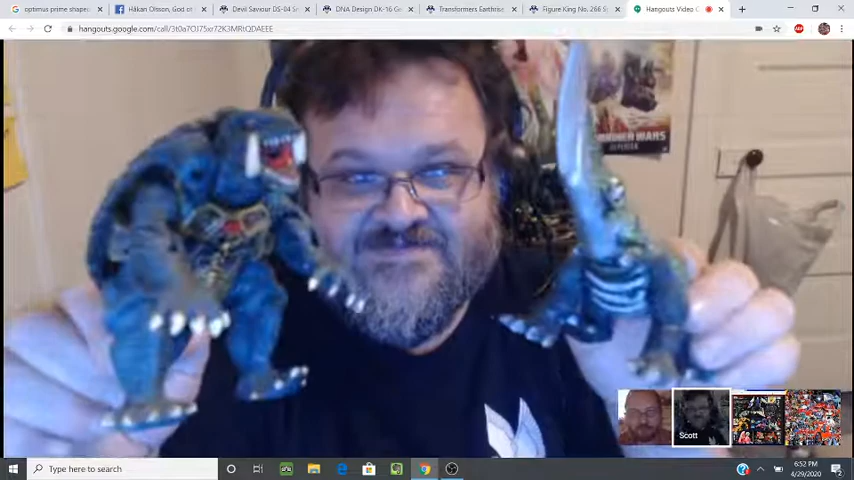 optimus prime shape
Håkan Olsson, God of
Devil Saviour DS-04 S
DNA Design DK-16 G
Transformers Earthrise
Figure King No. 266 S
Hangouts Video C
hangouts.google.com/call/
WARS
Scott
Type here to search
6:52 PM
4/29/2020